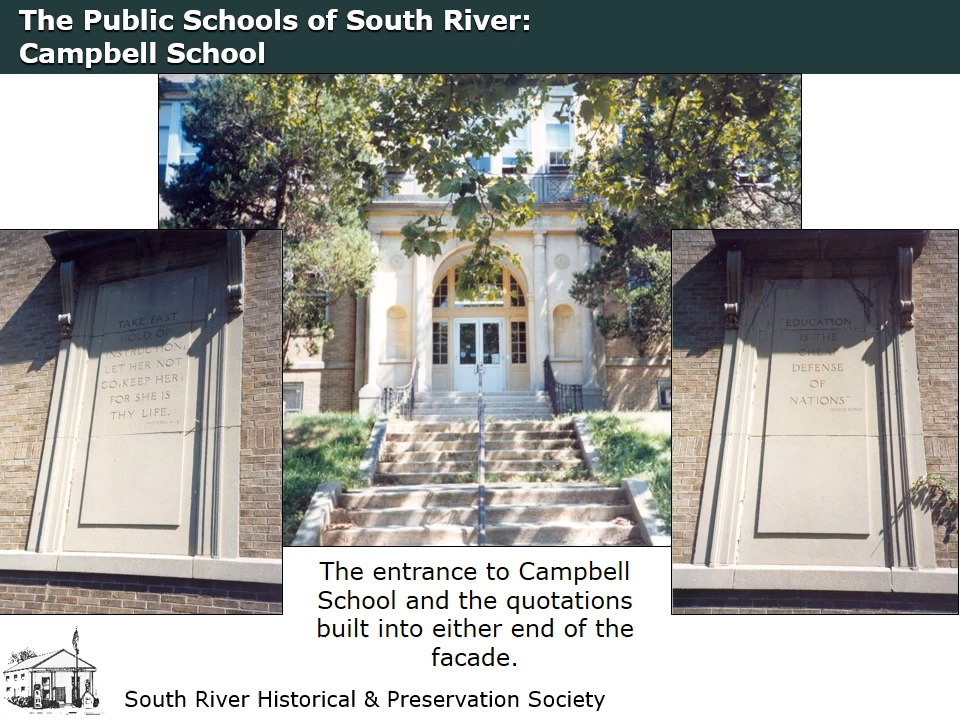 The Public Schools of South River:
Campbell School
TAKE FAST
HOLD OF
INSTRUCTION,
LET HER NOT
GO: KEEP HER:
FOR SHE IS
THY LIFE.
EDUCATION
IS THE
CHEAP
DEFENSE
OF
NATIONS
The entrance to Campbell
School and the quotations
built into either end of the
facade.
South River Historical & Preservation Society